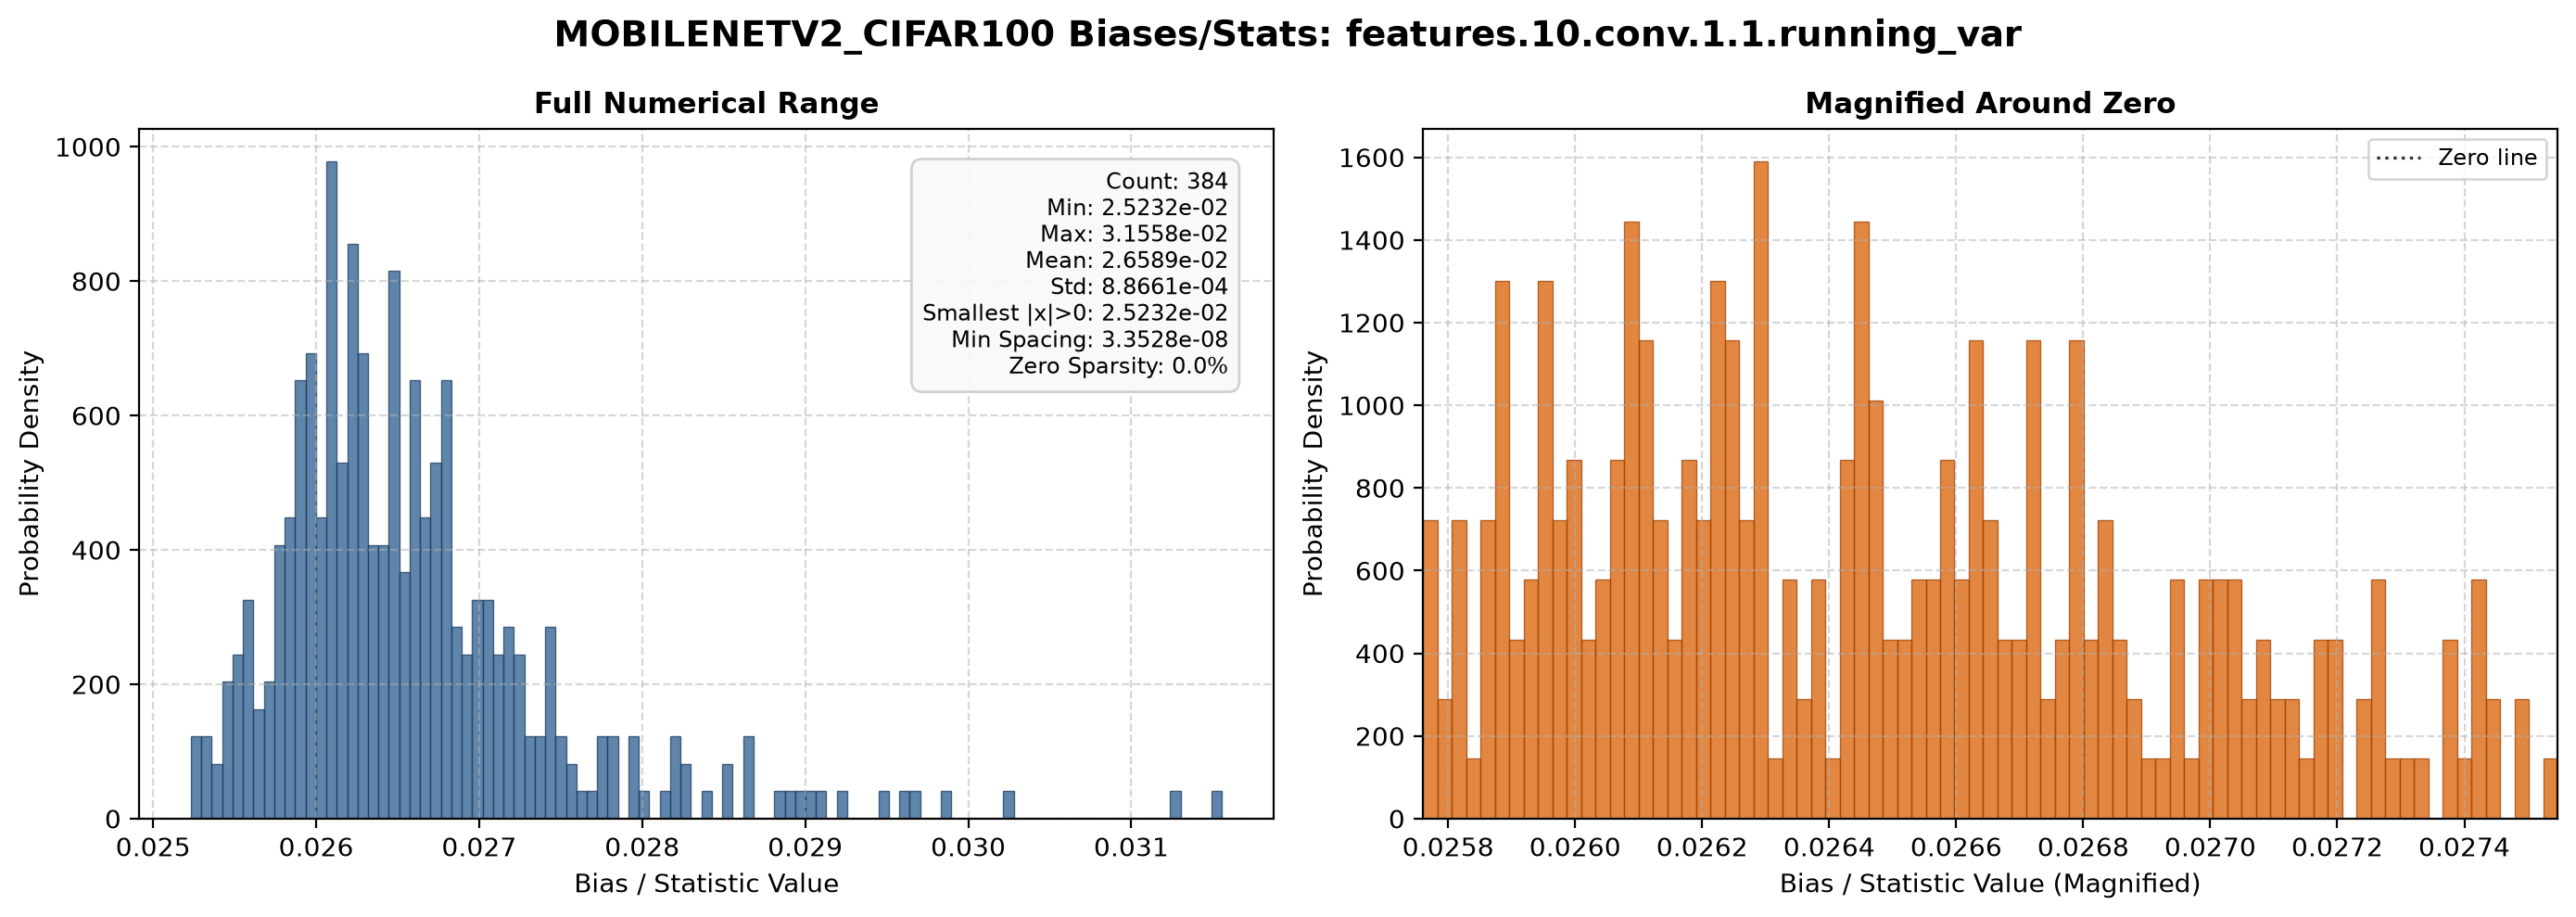 MOBILENETV2_CIFAR100 Biases/Stats: features.10.conv.1.1.running_var
Full Numerical Range
Probability Density
1000
800
600
400
200
0
Count: 384
Min: 2.5232e-02
Max: 3.1558e-02
Mean: 2.6589e-02
Std: 8.8661e-04
Smallest |x|>0: 2.5232e-02
Min Spacing: 3.3528e-08
Zero Sparsity: 0.0%
0.025 0.026 0.027 0.028 0.029 0.030 0.031
Bias / Statistic Value
Magnified Around Zero
Probability Density
1600
1400
1200
1000
800
600
400
200
0
Zero line
0.0258 0.0260 0.0262 0.0264 0.0266 0.0268 0.0270 0.0272 0.0274
Bias / Statistic Value (Magnified)